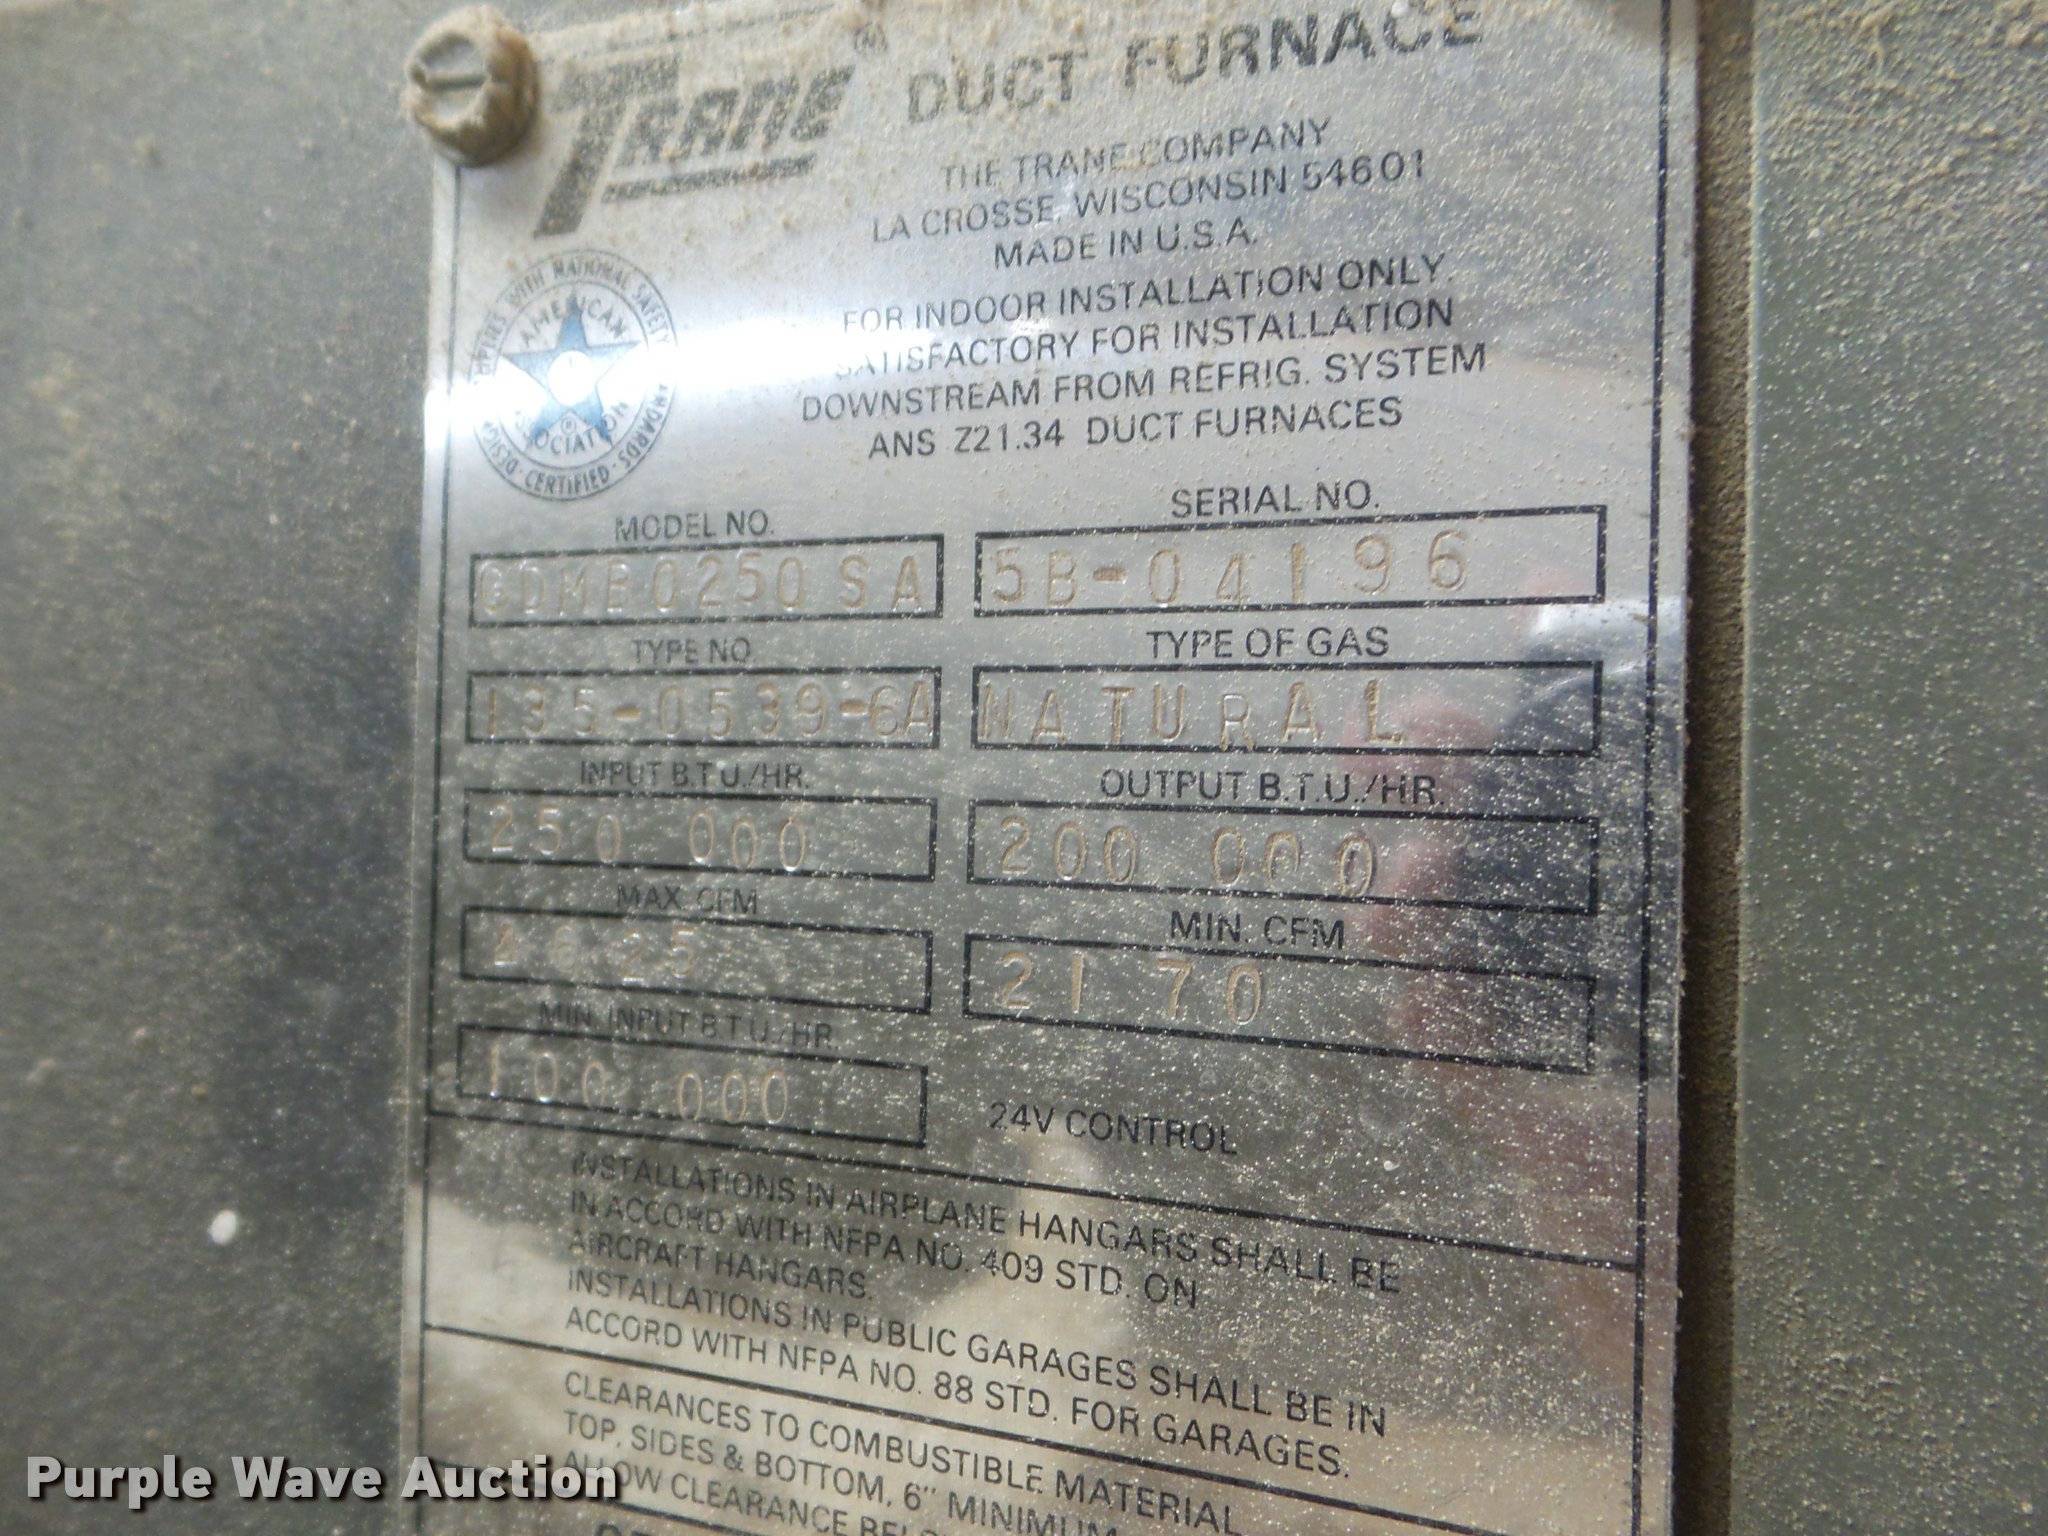 TRANE ® DUCT FURNACE
THE TRANE COMPANY
LA CROSSE, WISCONSIN 54601
MADE IN U.S.A.
FOR INDOOR INSTALLATION ONLY.
SATISFACTORY FOR INSTALLATION
DOWNSTREAM FROM REFRIG. SYSTEM
ANS Z21.34 DUCT FURNACES
WITH NATIONAL SAFETY
AMERICAN
ASSOCIATION
®
CERTIFIED
MODEL NO. SERIAL NO.
GDMB0250SA 5B-04196
TYPE NO. TYPE OF GAS
135-0539-6A NATURAL
INPUT B.T.U./HR. OUTPUT B.T.U./HR.
250 000 200 000
MAX. CFM MIN. CFM
2170
MIN. INPUT B.T.U./HR.
100 000
24V CONTROL
INSTALLATIONS IN AIRPLANE HANGARS SHALL BE
IN ACCORD WITH NFPA NO. 409 STD. ON
AIRCRAFT HANGARS.
INSTALLATIONS IN PUBLIC GARAGES SHALL BE IN
ACCORD WITH NFPA NO. 88 STD. FOR GARAGES.
CLEARANCES TO COMBUSTIBLE MATERIAL
TOP, SIDES & BOTTOM, 6" MINIMUM
ALLOW CLEARANCE
Purple Wave Auction